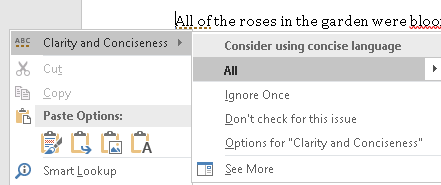 All of the roses in the garden were bloo
ABC Clarity and Conciseness
Cut
Copy
Paste Options:
A
Smart Lookup
Consider using concise language
All
Ignore Once
Don't check for this issue
Options for "Clarity and Conciseness"
See More